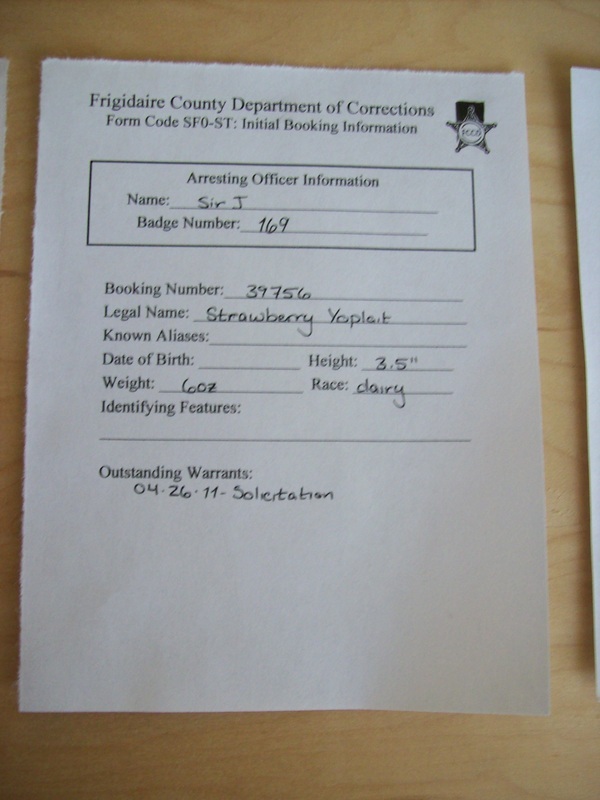 Frigidaire County Department of Corrections
Form Code SF0-ST: Initial Booking Information
FCCD
Arresting Officer Information
Name: Sir J
Badge Number: 169
Booking Number: 39756
Legal Name: Strawberry Yoplait
Known Aliases:
Date of Birth: Height: 3.5"
Weight: 6oz Race: dairy
Identifying Features:
Outstanding Warrants:
04·26·11- Solicitation